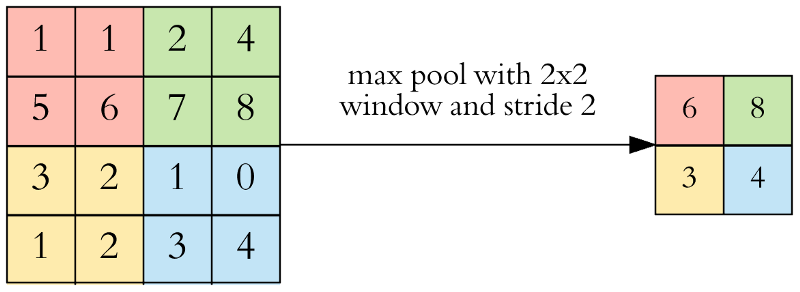 1 1 2 4
5 6 7 8
3 2 1 0
1 2 3 4
max pool with 2x2
window and stride 2
6 8
3 4